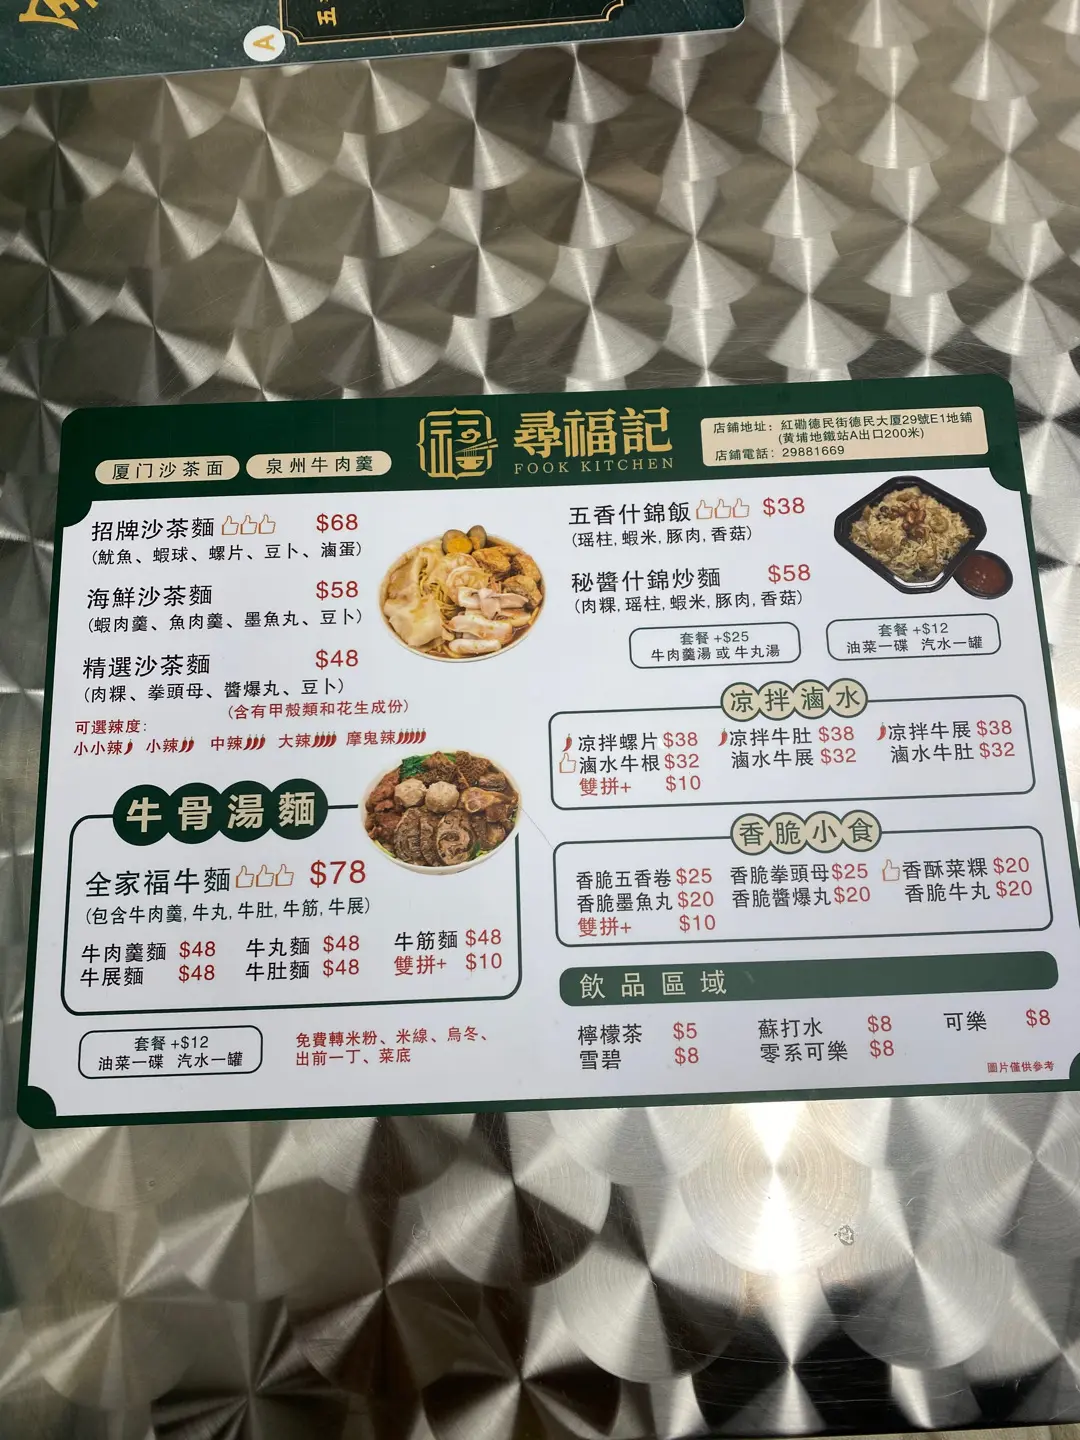 A
五
厦门沙茶面
泉州牛肉羹
福
尋福記
FOOK KITCHEN
店鋪地址：紅磡德民街德民大厦29號E1地鋪
(黄埔地鐵站A出口200米)
店鋪電話：29881669
招牌沙茶麵 $68
(魷魚、蝦球、螺片、豆卜、滷蛋)
海鮮沙茶麵 $58
(蝦肉羹、魚肉羹、墨魚丸、豆卜)
精選沙茶麵 $48
(肉粿、拳頭母、醬爆丸、豆卜)
(含有甲殼類和花生成份)
可選辣度：
小小辣 小辣 中辣 大辣 摩鬼辣
牛骨湯麵
全家福牛麵 $78
(包含牛肉羹,牛丸,牛肚,牛筋,牛展)
牛肉羹麵 $48 牛丸麵 $48 牛筋麵 $48
牛展麵 $48 牛肚麵 $48 雙拼+ $10
套餐 +$12
油菜一碟 汽水一罐
免費轉米粉、米線、烏冬、
出前一丁、菜底
五香什錦飯 $38
(瑶柱,蝦米,豚肉,香菇)
秘醬什錦炒麵 $58
(肉粿,瑶柱,蝦米,豚肉,香菇)
套餐 +$25
牛肉羹湯 或 牛丸湯
套餐 +$12
油菜一碟 汽水一罐
凉拌滷水
凉拌螺片 $38 凉拌牛肚 $38 凉拌牛展 $38
滷水牛根 $32 滷水牛展 $32 滷水牛肚 $32
雙拼+ $10
香脆小食
香脆五香卷 $25 香脆拳頭母 $25 香酥菜粿 $20
香脆墨魚丸 $20 香脆醬爆丸 $20 香脆牛丸 $20
雙拼+ $10
飲品區域
檸檬茶 $5 蘇打水 $8 可樂 $8
雪碧 $8 零系可樂 $8
圖片僅供參考